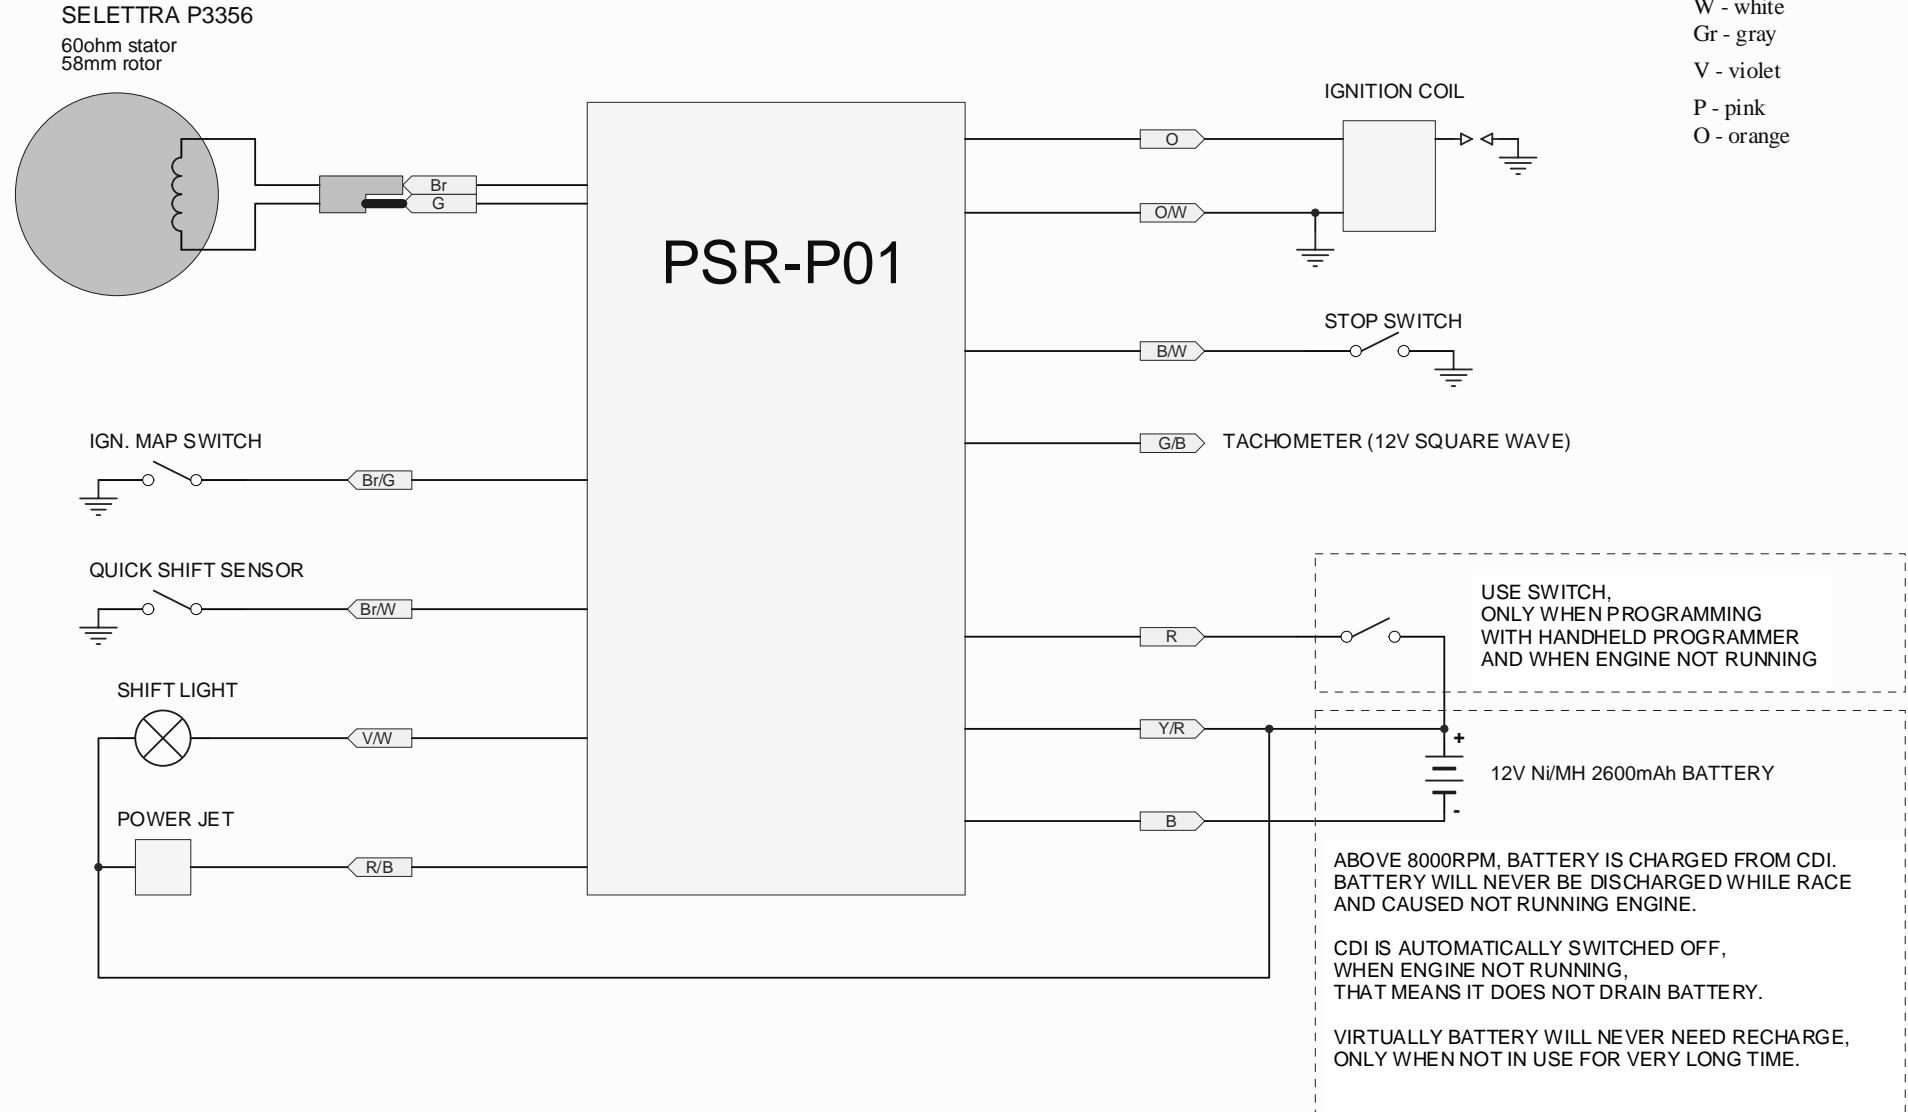 SELETTRA P3356
60ohm stator
58mm rotor
W - white
Gr - gray
V - violet
P - pink
O - orange
IGNITION COIL
O
Br
G
O/W
PSR-P01
STOP SWITCH
B/W
IGN. MAP SWITCH
G/B
TACHOMETER (12V SQUARE WAVE)
Br/G
QUICK SHIFT SENSOR
Br/W
USE SWITCH,
ONLY WHEN PROGRAMMING
WITH HANDHELD PROGRAMMER
AND WHEN ENGINE NOT RUNNING
R
SHIFT LIGHT
V/W
Y/R
+
12V Ni/MH 2600mAh BATTERY
-
POWER JET
B
R/B
ABOVE 8000RPM, BATTERY IS CHARGED FROM CDI.
BATTERY WILL NEVER BE DISCHARGED WHILE RACE
AND CAUSED NOT RUNNING ENGINE.
CDI IS AUTOMATICALLY SWITCHED OFF,
WHEN ENGINE NOT RUNNING,
THAT MEANS IT DOES NOT DRAIN BATTERY.
VIRTUALLY BATTERY WILL NEVER NEED RECHARGE,
ONLY WHEN NOT IN USE FOR VERY LONG TIME.